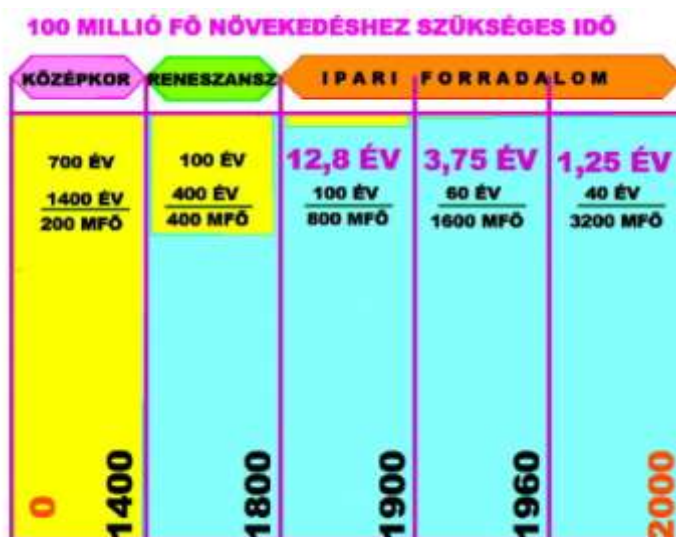 100 MILLIÓ FŐ NÖVEKEDÉSHEZ SZÜKSÉGES IDŐ
KÖZÉPKOR RENESZANSZ IPARI FORRADALOM
700 ÉV 100 ÉV 12,8 ÉV 3,75 ÉV 1,25 ÉV
1400 ÉV 400 ÉV 100 ÉV 60 ÉV 40 ÉV
200 MFŐ 400 MFŐ 800 MFŐ 1600 MFŐ 3200 MFŐ
0 1400 1800 1900 1960 2000